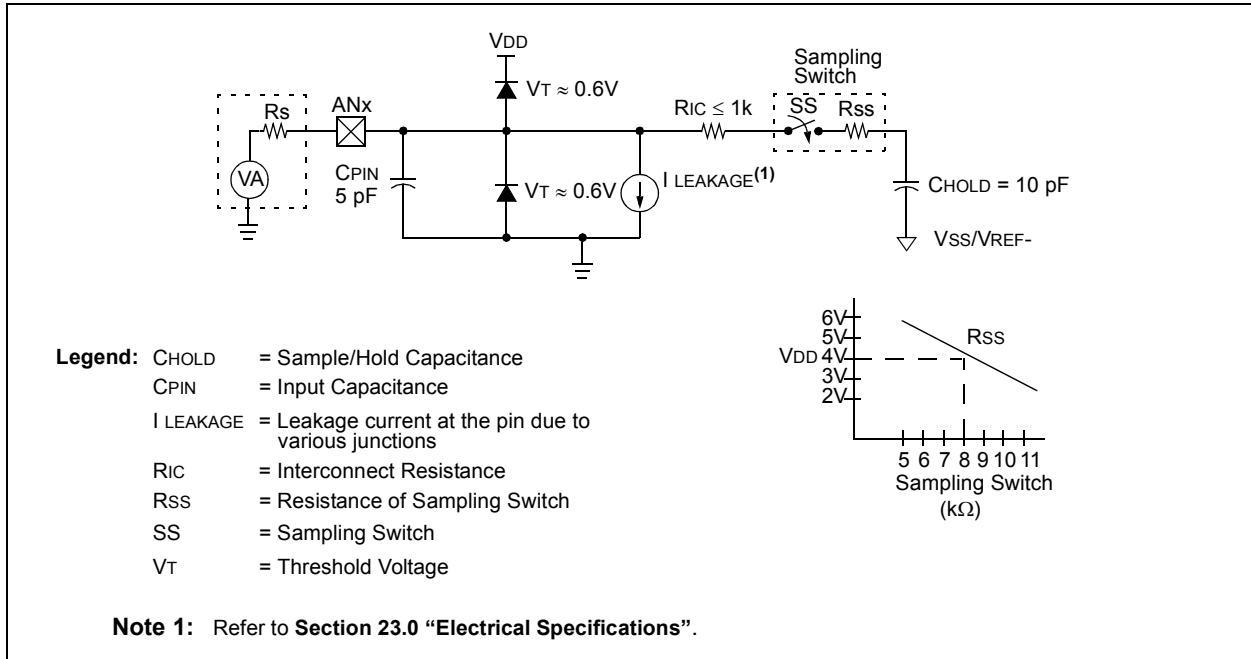 VDD
Sampling
Switch
VT ≈ 0.6V
Rs
ANx
RIC ≤ 1k
SS
Rss
VA
CPIN
5 pF
VT ≈ 0.6V
I LEAKAGE(1)
CHOLD = 10 pF
VSS/VREF-
6V
5V
VDD 4V
3V
2V
RSS
5 6 7 8 9 10 11
Sampling Switch
(kΩ)
Legend: CHOLD = Sample/Hold Capacitance
CPIN = Input Capacitance
I LEAKAGE = Leakage current at the pin due to
various junctions
RIC = Interconnect Resistance
RSS = Resistance of Sampling Switch
SS = Sampling Switch
VT = Threshold Voltage
Note 1: Refer to Section 23.0 “Electrical Specifications”.